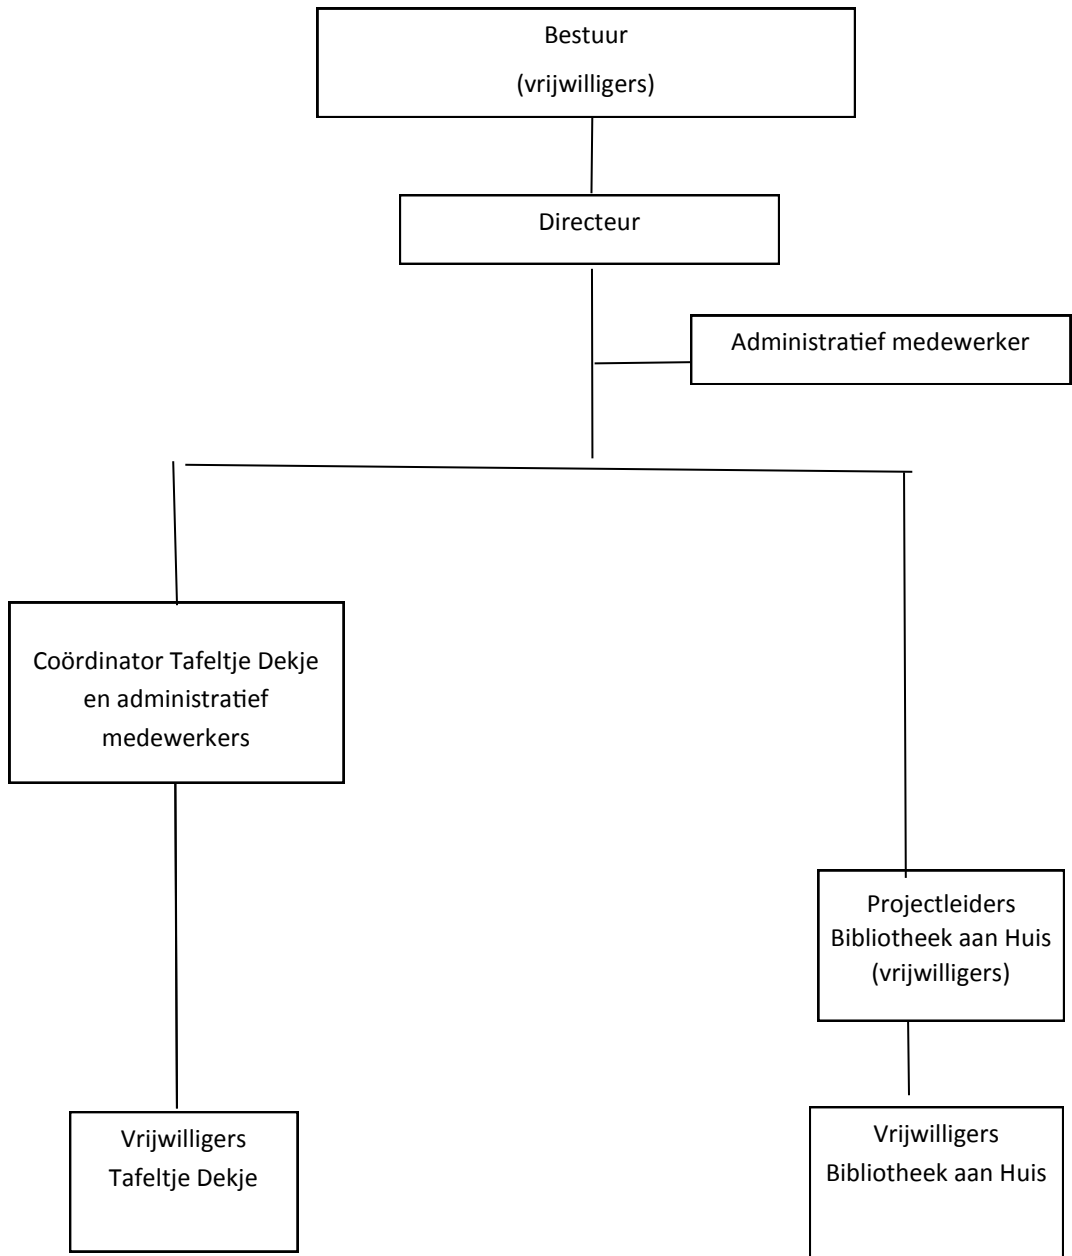 Bestuur
(vrijwilligers)
Directeur
Administratief medewerker
Coördinator Tafeltje Dekje
en administratief
medewerkers
Projectleiders
Bibliotheek aan Huis
(vrijwilligers)
Vrijwilligers
Tafeltje Dekje
Vrijwilligers
Bibliotheek aan Huis